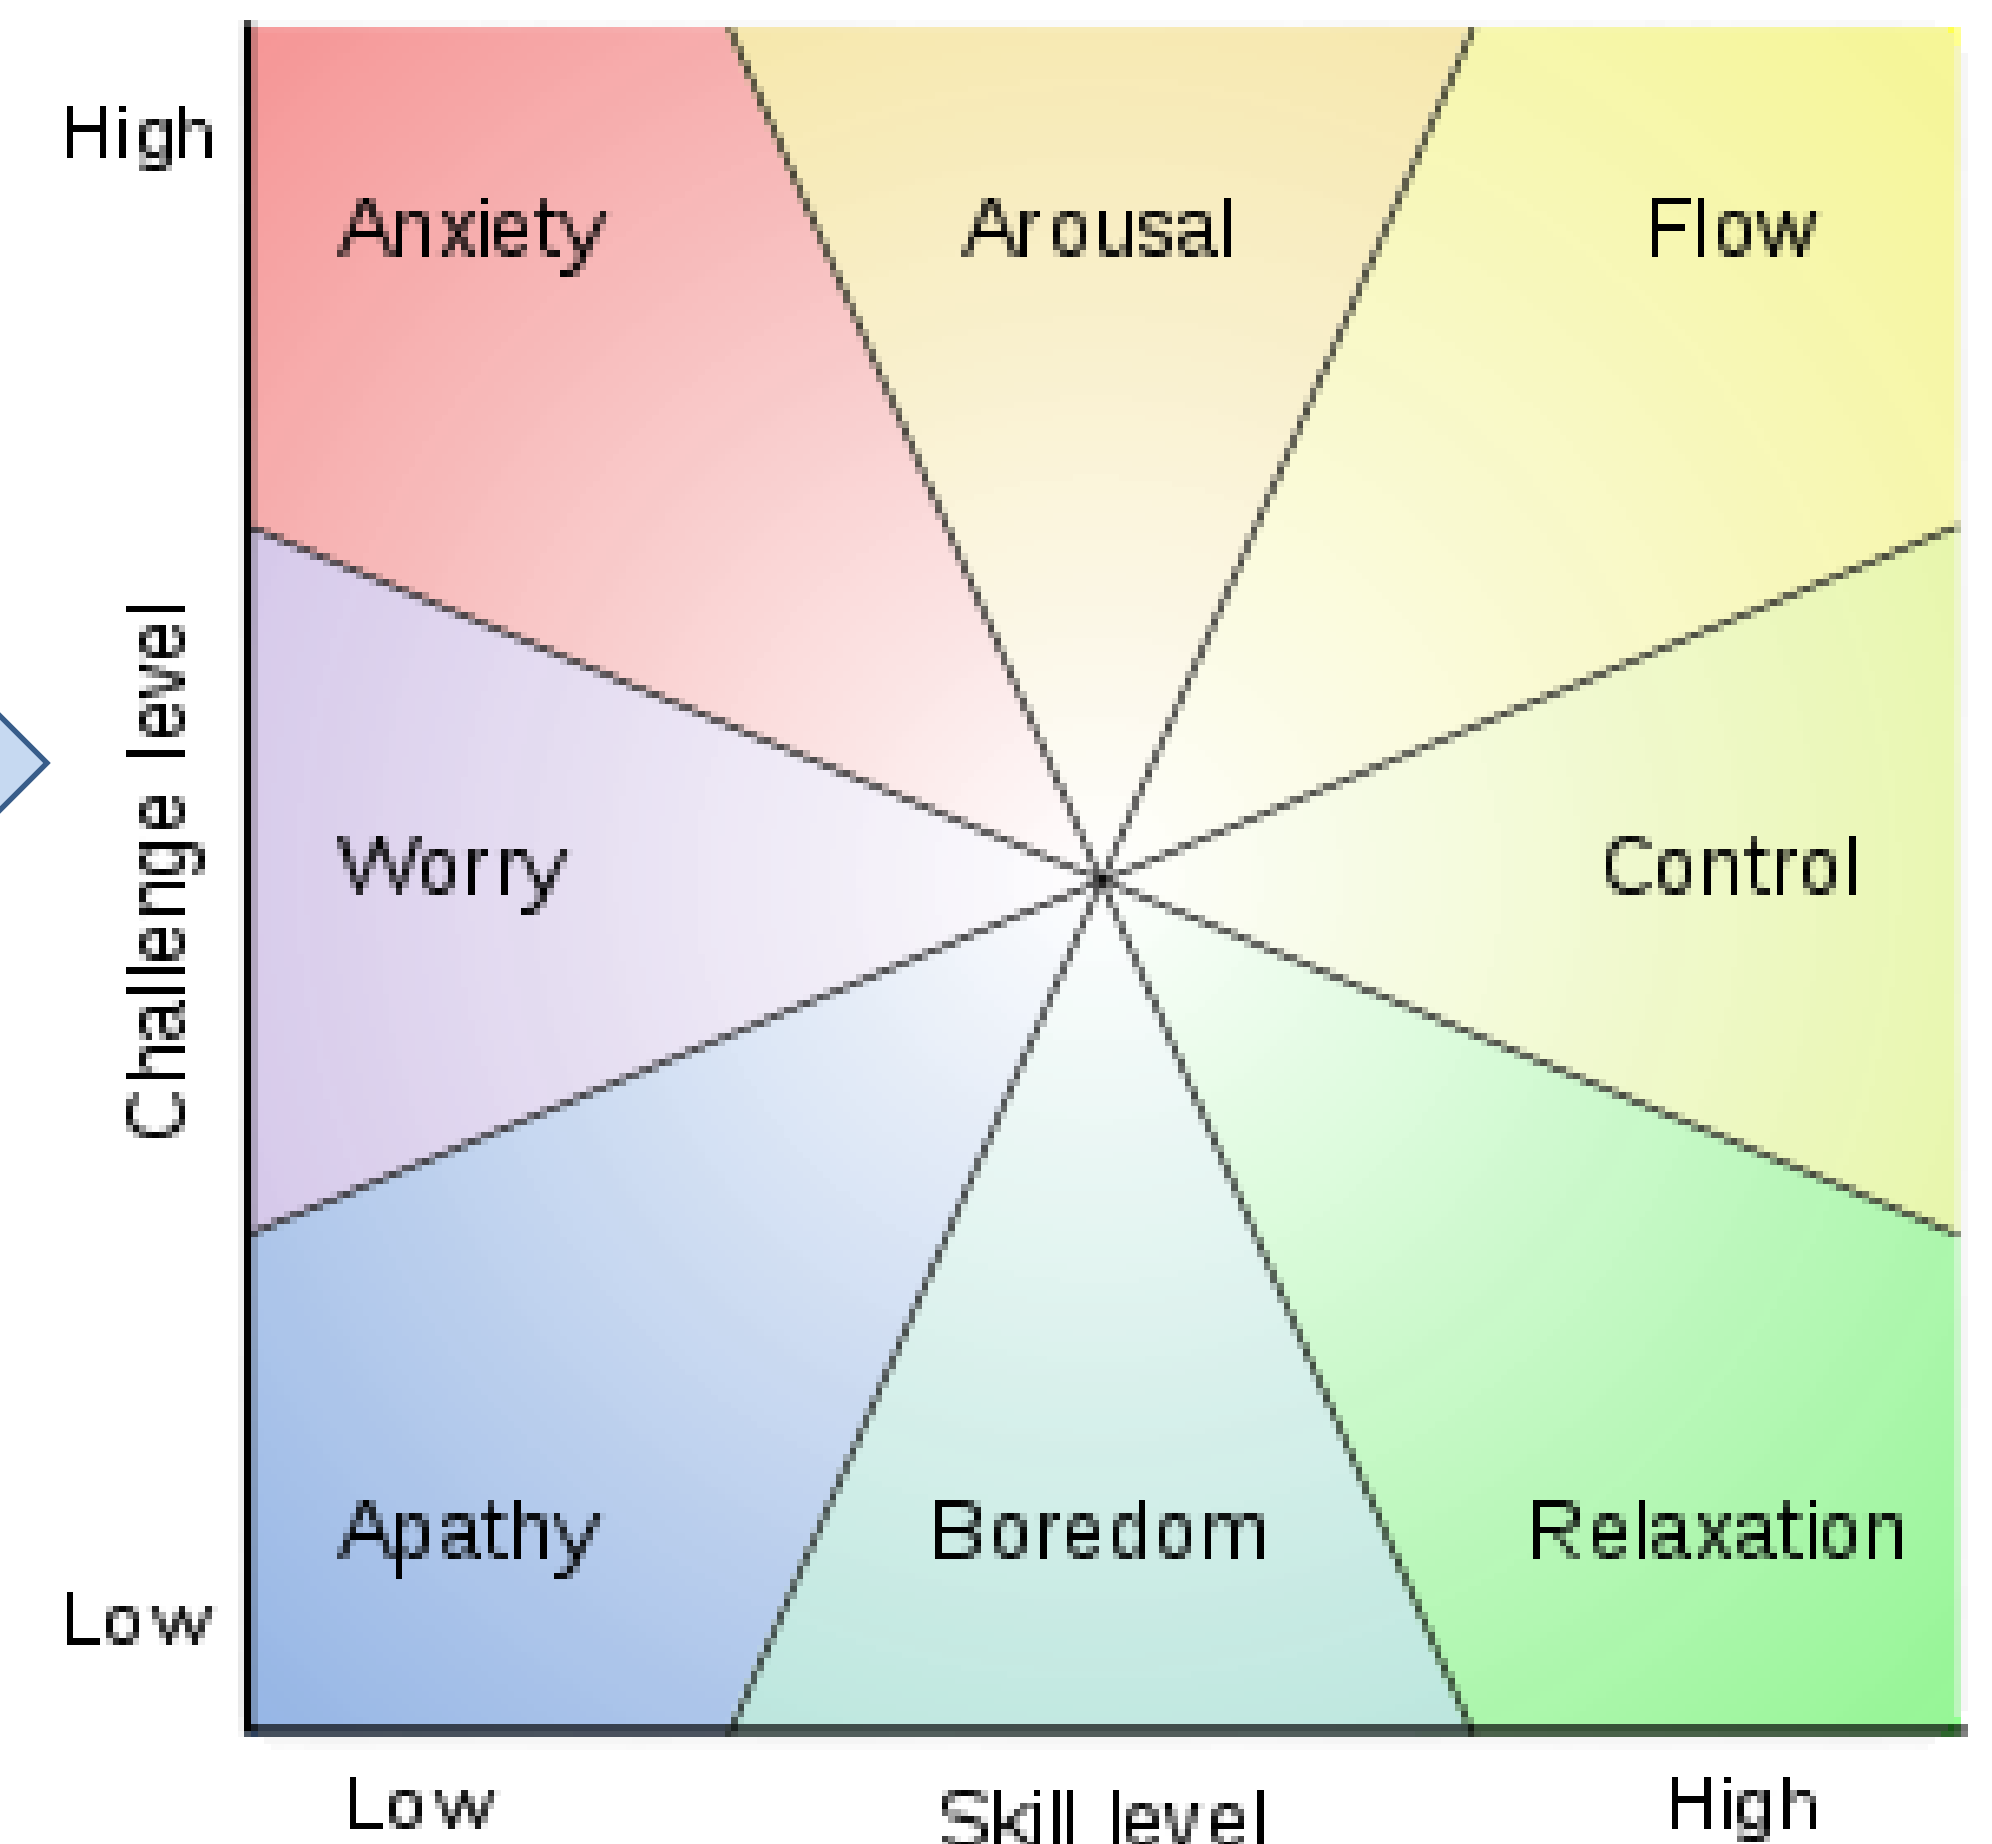 High
Anxiety Arousal Flow
Challenge level
Worry Control
Apathy Boredom Relaxation
Low
Low Skill level High